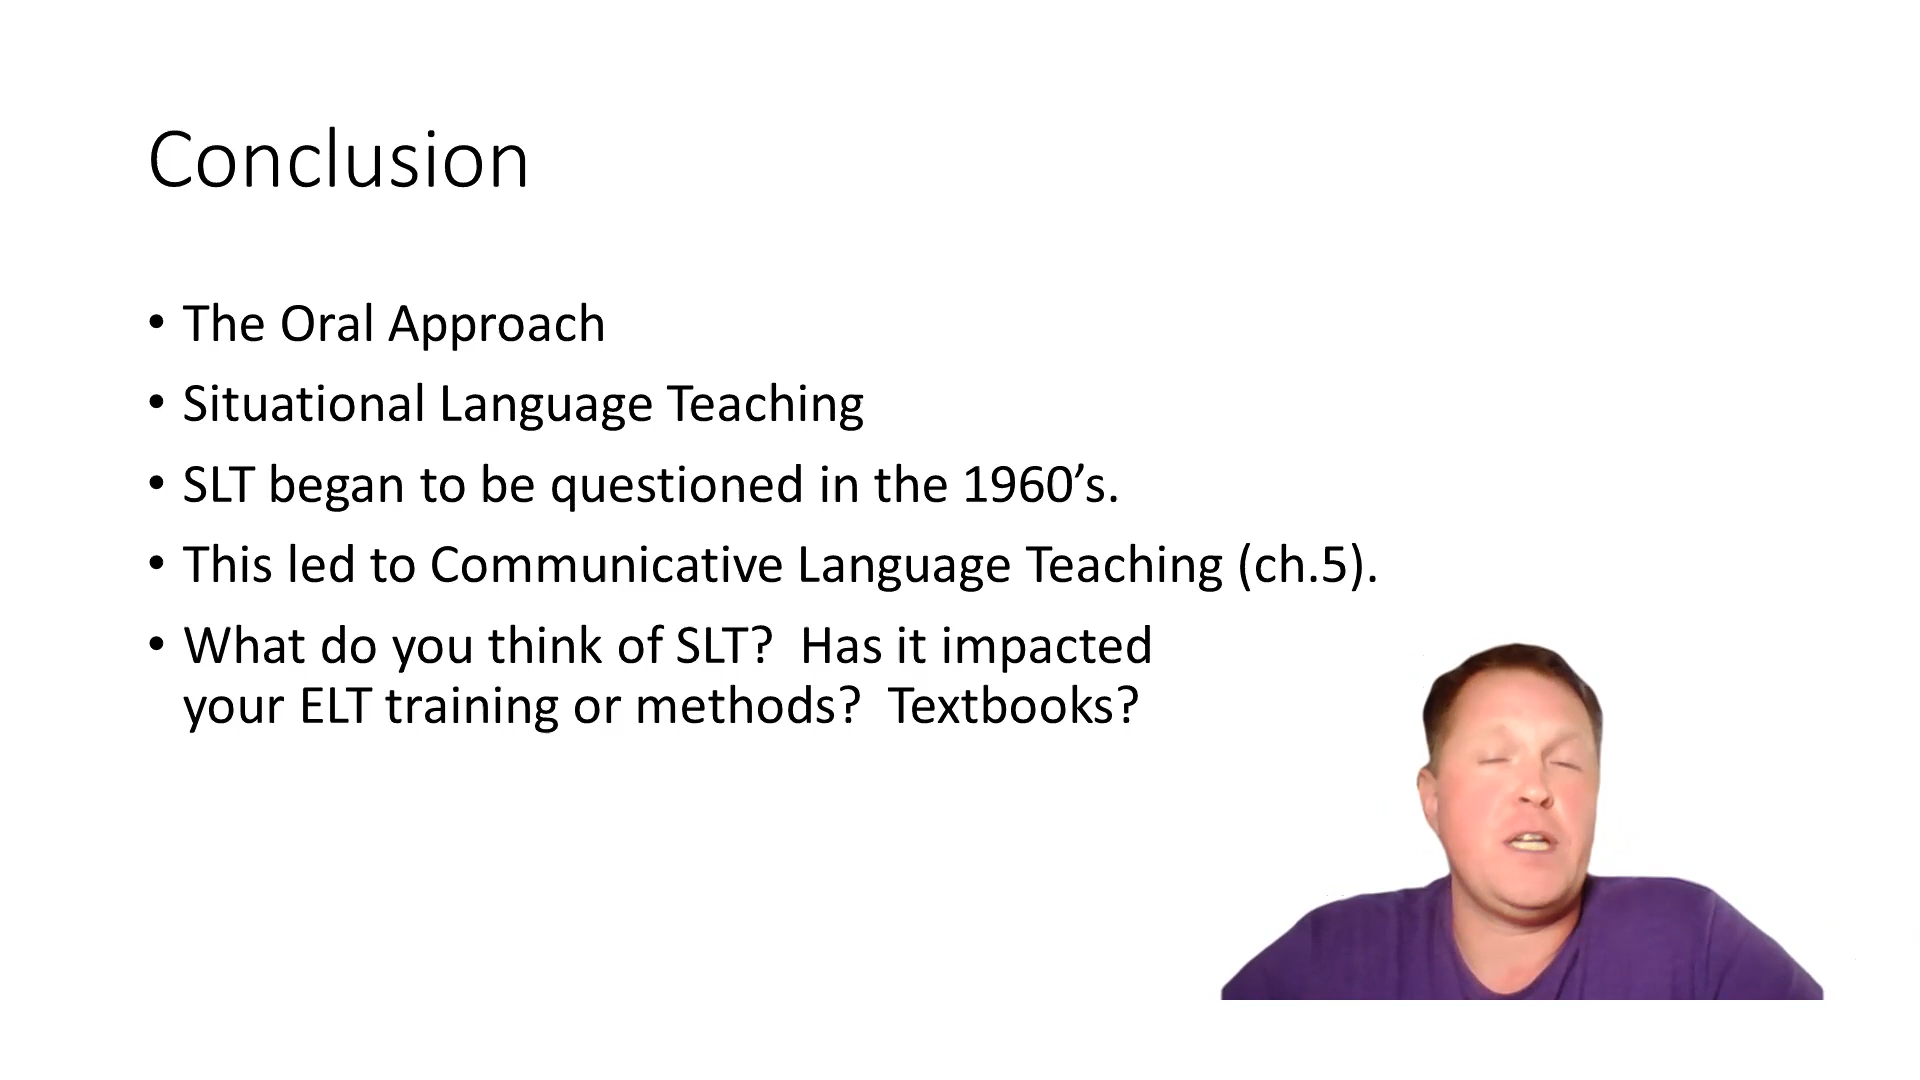 Conclusion
• The Oral Approach
• Situational Language Teaching
• SLT began to be questioned in the 1960’s.
• This led to Communicative Language Teaching (ch.5).
• What do you think of SLT?  Has it impacted
your ELT training or methods?  Textbooks?